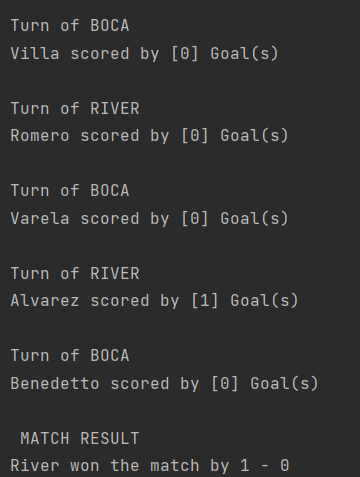 Turn of BOCA
Villa scored by [0] Goal(s)
Turn of RIVER
Romero scored by [0] Goal(s)
Turn of BOCA
Varela scored by [0] Goal(s)
Turn of RIVER
Alvarez scored by [1] Goal(s)
Turn of BOCA
Benedetto scored by [0] Goal(s)
MATCH RESULT
River won the match by 1 - 0